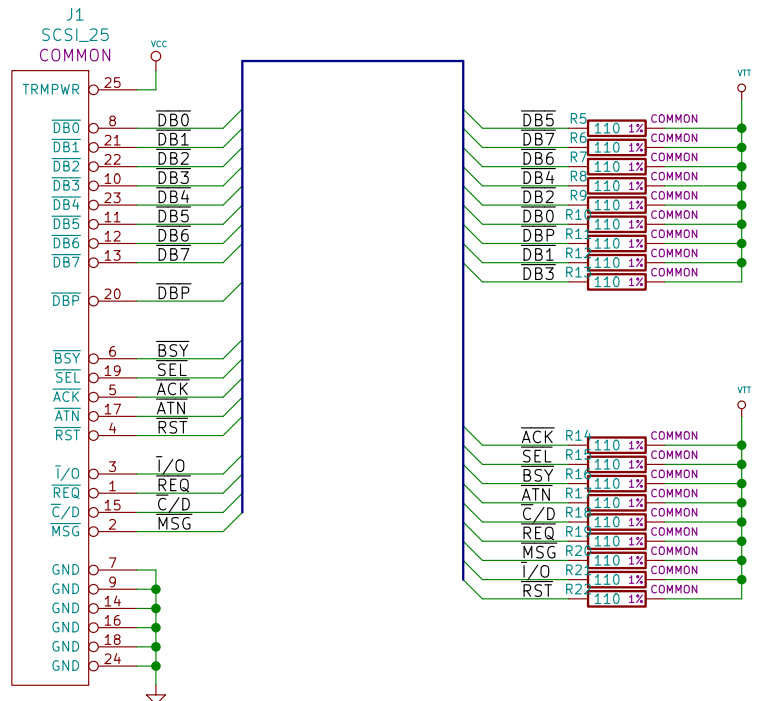 J1
SCSI_25
COMMON
VCC
TRMPWR 25
DB0 8 DB0
DB1 21 DB1
DB2 22 DB2
DB3 10 DB3
DB4 23 DB4
DB5 11 DB5
DB6 12 DB6
DB7 13 DB7
DBP 20 DBP
BSY 6 BSY
SEL 19 SEL
ACK 5 ACK
ATN 17 ATN
RST 4 RST
I/O 3 I/O
REQ 1 REQ
C/D 15 C/D
MSG 2 MSG
GND 7
GND 9
GND 14
GND 16
GND 18
GND 24
VTT
DB5 R5 110 1% COMMON
DB7 R6 110 1% COMMON
DB6 R7 110 1% COMMON
DB4 R8 110 1% COMMON
DB2 R9 110 1% COMMON
DB0 R10 110 1% COMMON
DBP R11 110 1% COMMON
DB1 R12 110 1% COMMON
DB3 R13 110 1% COMMON
VTT
ACK R14 110 1% COMMON
SEL R15 110 1% COMMON
BSY R16 110 1% COMMON
ATN R17 110 1% COMMON
C/D R18 110 1% COMMON
REQ R19 110 1% COMMON
MSG R20 110 1% COMMON
I/O R21 110 1% COMMON
RST R22 110 1% COMMON